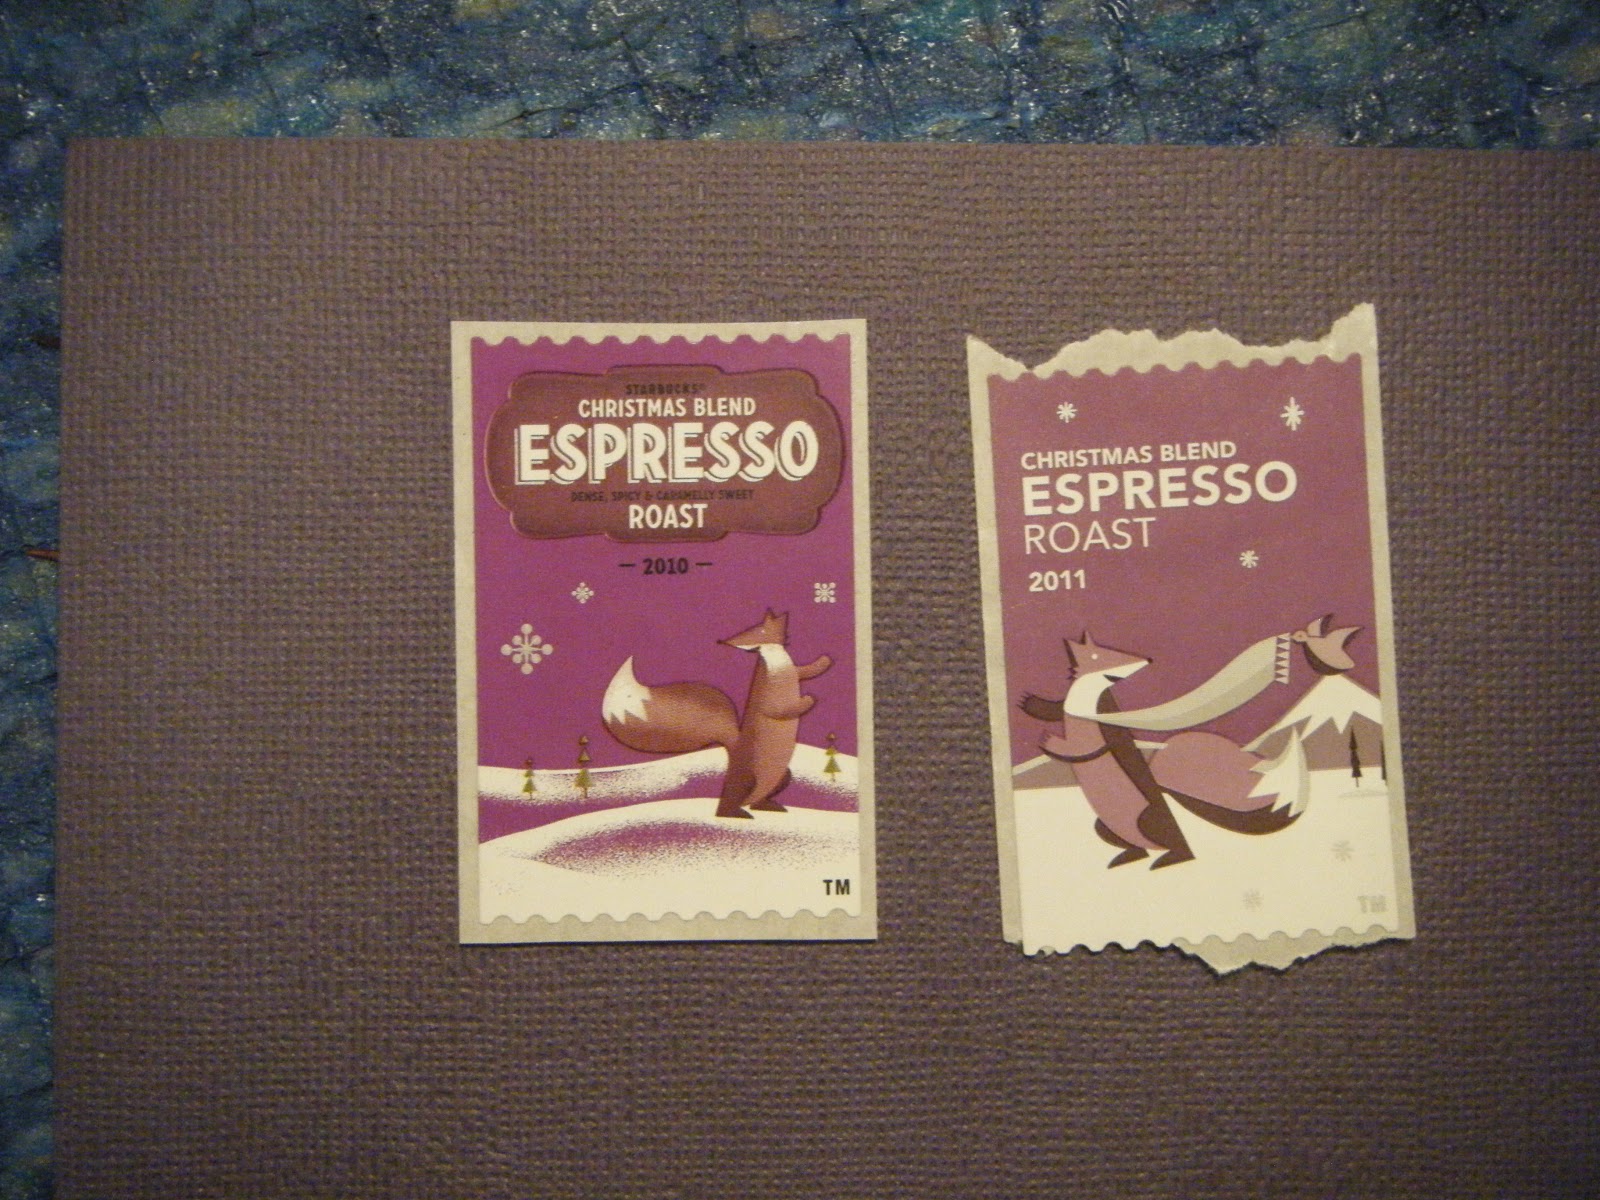 STARBUCKS®
CHRISTMAS BLEND
ESPRESSO
DENSE, SPICY & CARAMELLY SWEET
ROAST
— 2010 —
TM
CHRISTMAS BLEND
ESPRESSO
ROAST
2011
TM